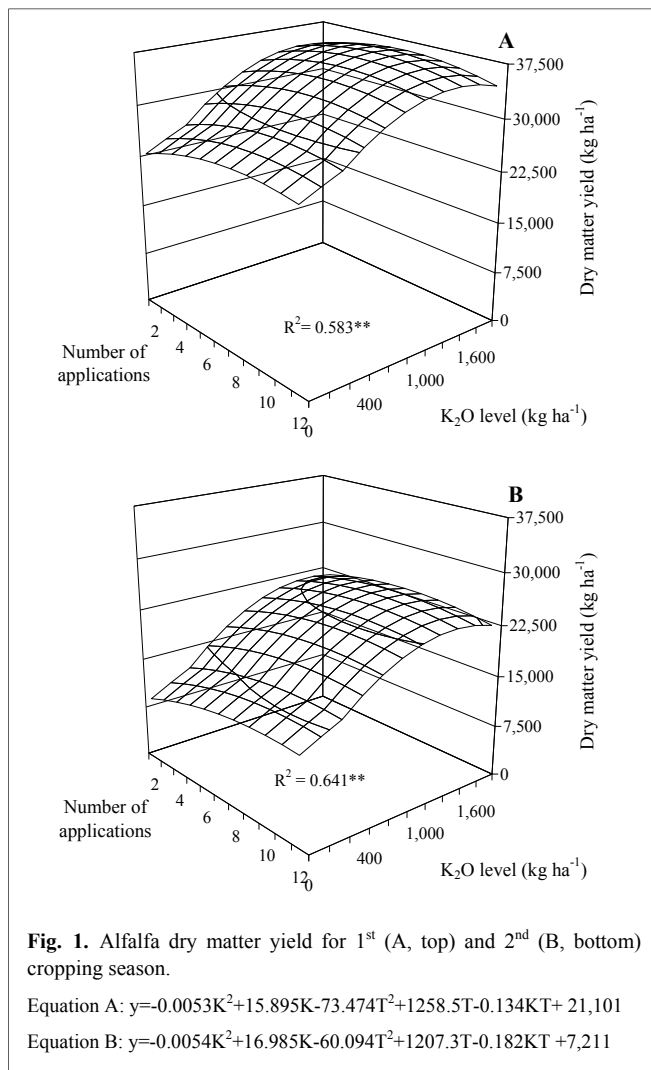 A
37,500
30,000
22,500
15,000
7,500
0
Dry matter yield (kg ha-1)
R2= 0.583**
2
4
6
8
10
12
Number of
applications
0
400
1,000
1,600
K2O level (kg ha-1)
B
37,500
30,000
22,500
15,000
7,500
0
Dry matter yield (kg ha-1)
R2 = 0.641**
2
4
6
8
10
12
Number of
applications
0
400
1,000
1,600
K2O level (kg ha-1)
Fig. 1. Alfalfa dry matter yield for 1st (A, top) and 2nd (B, bottom)
cropping season.
Equation A: y=-0.0053K2+15.895K-73.474T2+1258.5T-0.134KT+ 21,101
Equation B: y=-0.0054K2+16.985K-60.094T2+1207.3T-0.182KT +7,211